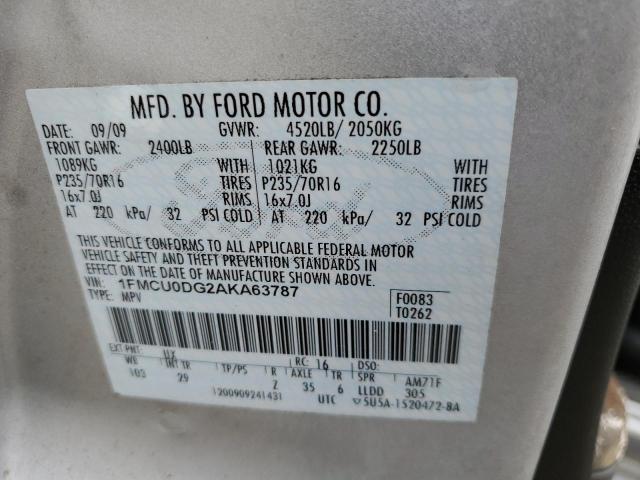 MFD. BY FORD MOTOR CO.
DATE: 09/09 GVWR: 4520LB/ 2050KG
FRONT GAWR: 2400LB REAR GAWR: 2250LB
1089KG WITH 1021KG WITH
P235/70R16 TIRES P235/70R16 TIRES
16x7.0J RIMS 16x7.0J RIMS
AT 220 kPa/ 32 PSI COLD AT 220 kPa/ 32 PSI COLD
THIS VEHICLE CONFORMS TO ALL APPLICABLE FEDERAL MOTOR
VEHICLE SAFETY AND THEFT PREVENTION STANDARDS IN
EFFECT ON THE DATE OF MANUFACTURE SHOWN ABOVE.
VIN: 1FMCU0DG2AKA63787 F0083
TYPE: MPV T0262
EXT PNT: UX RC: 16 DSO:
WB INT TR TP/PS R AXLE TR SPR AM71F
103 29 Z 35 6 LLDD 305
1200909241431 UTC 5U5A-1520472-BA
Ford